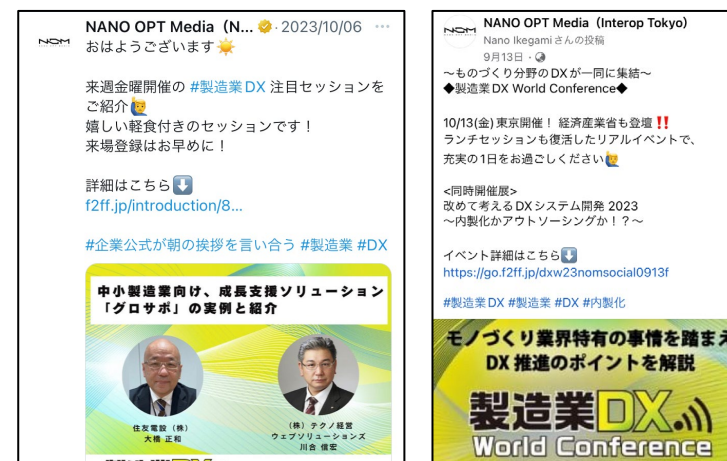 NANO OPT Media（N... ・2023/10/06
NOM
おはようございます
来週金曜開催の #製造業DX 注目セッションを
ご紹介
嬉しい軽食付きのセッションです！
来場登録はお早めに！
詳細はこちら
f2ff.jp/introduction/8...
#企業公式が朝の挨拶を言い合う #製造業 #DX
中小製造業向け、成長支援ソリューション
「グロサポ」の実例と紹介
住友電設（株）
大橋 正和
（株）テクノ経営
ウェブソリューションズ
川合 信宏
NOM
NANO OPT Media（Interop Tokyo）
Nano Ikegami さんの投稿
9月13日・
〜ものづくり分野のDXが一同に集結〜
◆製造業DX World Conference◆
10/13(金)東京開催！ 経済産業省も登壇‼️
ランチセッションも復活したリアルイベントで、
充実の1日をお過ごしください
<同時開催展>
改めて考えるDXシステム開発 2023
〜内製化かアウトソーシングか！？〜
イベント詳細はこちら
https://go.f2ff.jp/dxw23nomsocial0913f
#製造業DX #製造業 #DX #内製化
モノづくり業界特有の事情を踏まえ
DX 推進のポイントを解説
製造業DX
World Conference